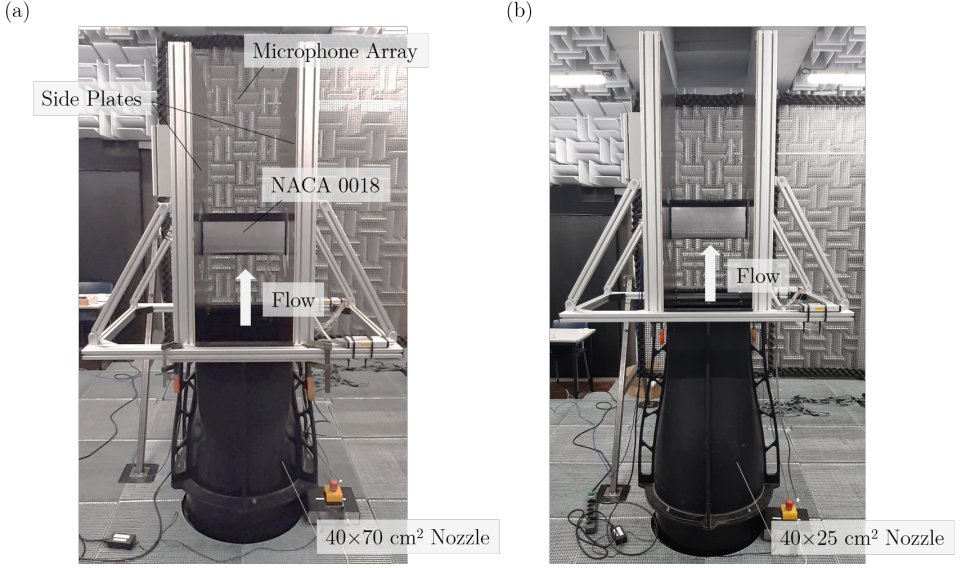 (a)
(b)
Microphone Array
Side Plates
NACA 0018
Flow
Flow
40×70 cm² Nozzle
40×25 cm² Nozzle